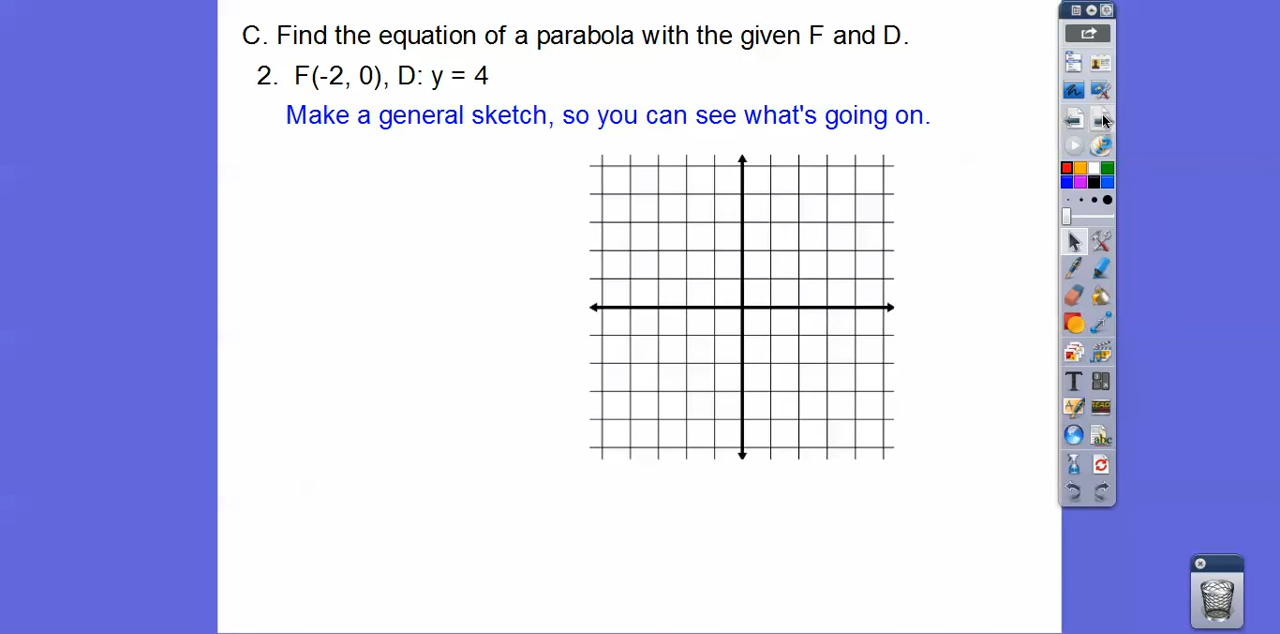 C. Find the equation of a parabola with the given F and D.
2. F(-2, 0), D: y = 4
Make a general sketch, so you can see what's going on.